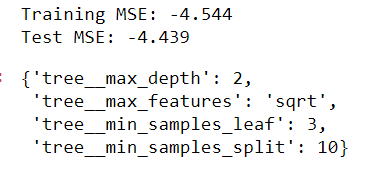 Training MSE: -4.544
Test MSE: -4.439
{'tree__max_depth': 2,
'tree__max_features': 'sqrt',
'tree__min_samples_leaf': 3,
'tree__min_samples_split': 10}